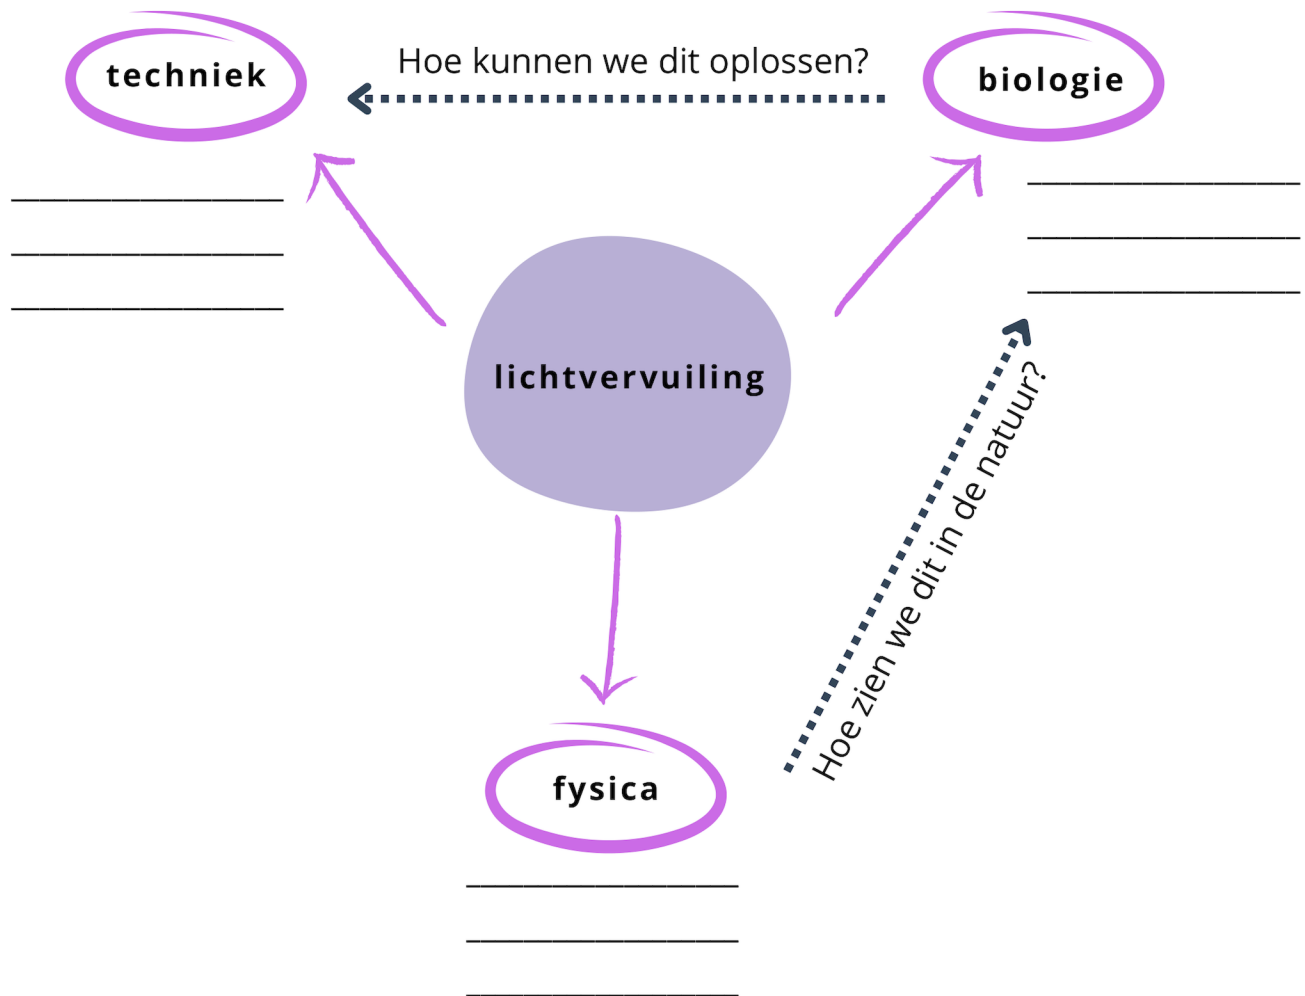 techniek
Hoe kunnen we dit oplossen?
biologie
lichtvervuiling
Hoe zien we dit in de natuur?
fysica